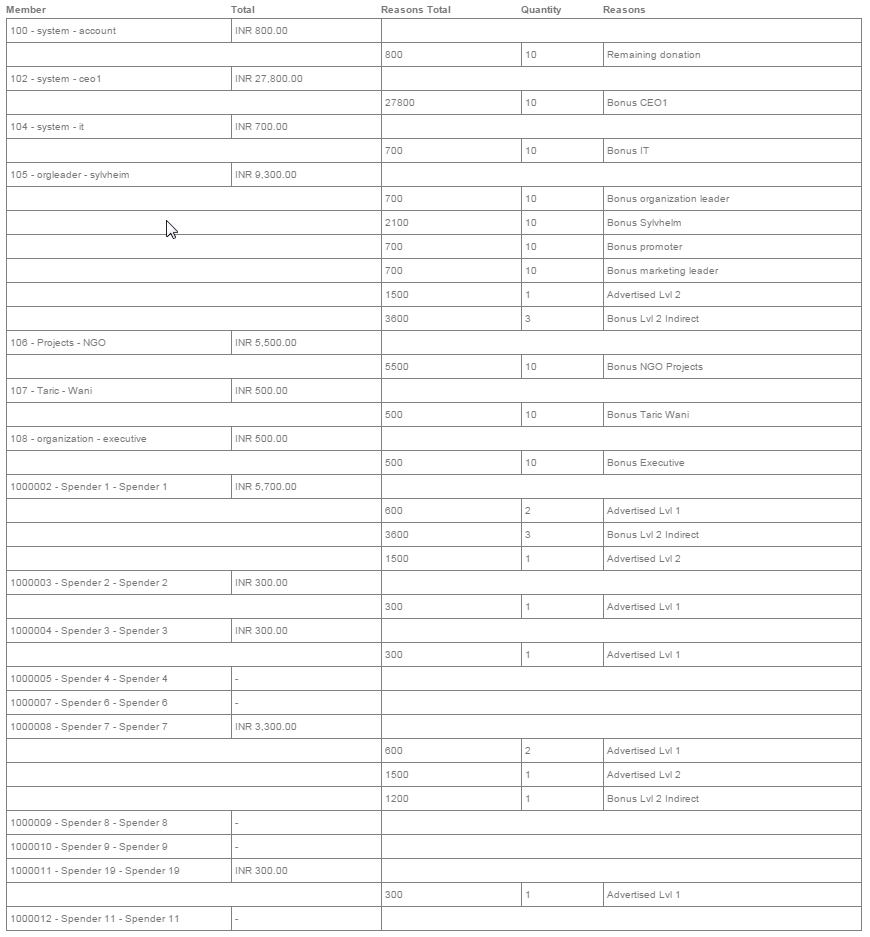 Member Total Reasons Total Quantity Reasons
100 - system - account INR 800.00
800 10 Remaining donation
102 - system - ceo1 INR 27,800.00
27800 10 Bonus CEO1
104 - system - it INR 700.00
700 10 Bonus IT
105 - orgleader - sylvheim INR 9,300.00
700 10 Bonus organization leader
2100 10 Bonus Sylvhelm
700 10 Bonus promoter
700 10 Bonus marketing leader
1500 1 Advertised Lvl 2
3600 3 Bonus Lvl 2 Indirect
106 - Projects - NGO INR 5,500.00
5500 10 Bonus NGO Projects
107 - Taric - Wani INR 500.00
500 10 Bonus Taric Wani
108 - organization - executive INR 500.00
500 10 Bonus Executive
1000002 - Spender 1 - Spender 1 INR 5,700.00
600 2 Advertised Lvl 1
3600 3 Bonus Lvl 2 Indirect
1500 1 Advertised Lvl 2
1000003 - Spender 2 - Spender 2 INR 300.00
300 1 Advertised Lvl 1
1000004 - Spender 3 - Spender 3 INR 300.00
300 1 Advertised Lvl 1
1000005 - Spender 4 - Spender 4 -
1000007 - Spender 6 - Spender 6 -
1000008 - Spender 7 - Spender 7 INR 3,300.00
600 2 Advertised Lvl 1
1500 1 Advertised Lvl 2
1200 1 Bonus Lvl 2 Indirect
1000009 - Spender 8 - Spender 8 -
1000010 - Spender 9 - Spender 9 -
1000011 - Spender 19 - Spender 19 INR 300.00
300 1 Advertised Lvl 1
1000012 - Spender 11 - Spender 11 -